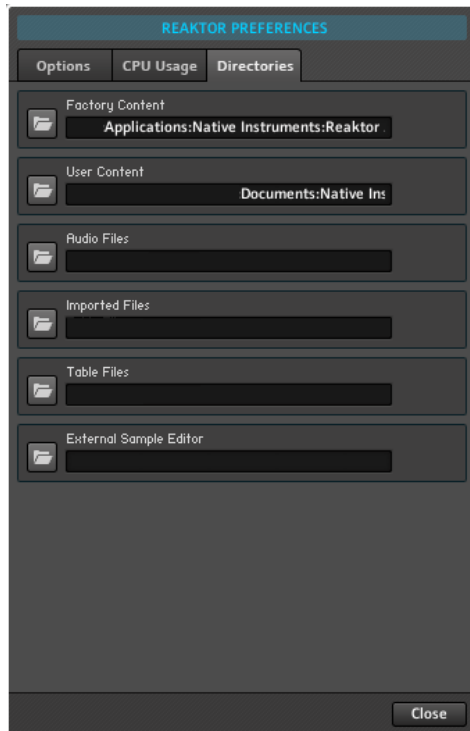 REAKTOR PREFERENCES
Options CPU Usage Directories
Factory Content
:Applications:Native Instruments:Reaktor
User Content
:Documents:Native Ins
Audio Files
Imported Files
Table Files
External Sample Editor
Close